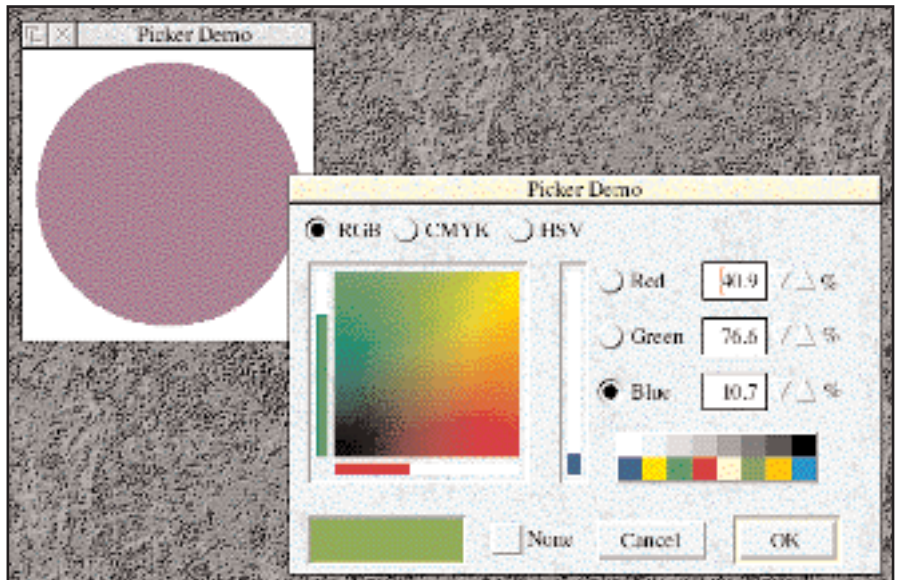 Picker Demo
Picker Demo
RGB CMYK HSV
Red 40.9 %
Green 76.6 %
Blue 10.7 %
None Cancel OK